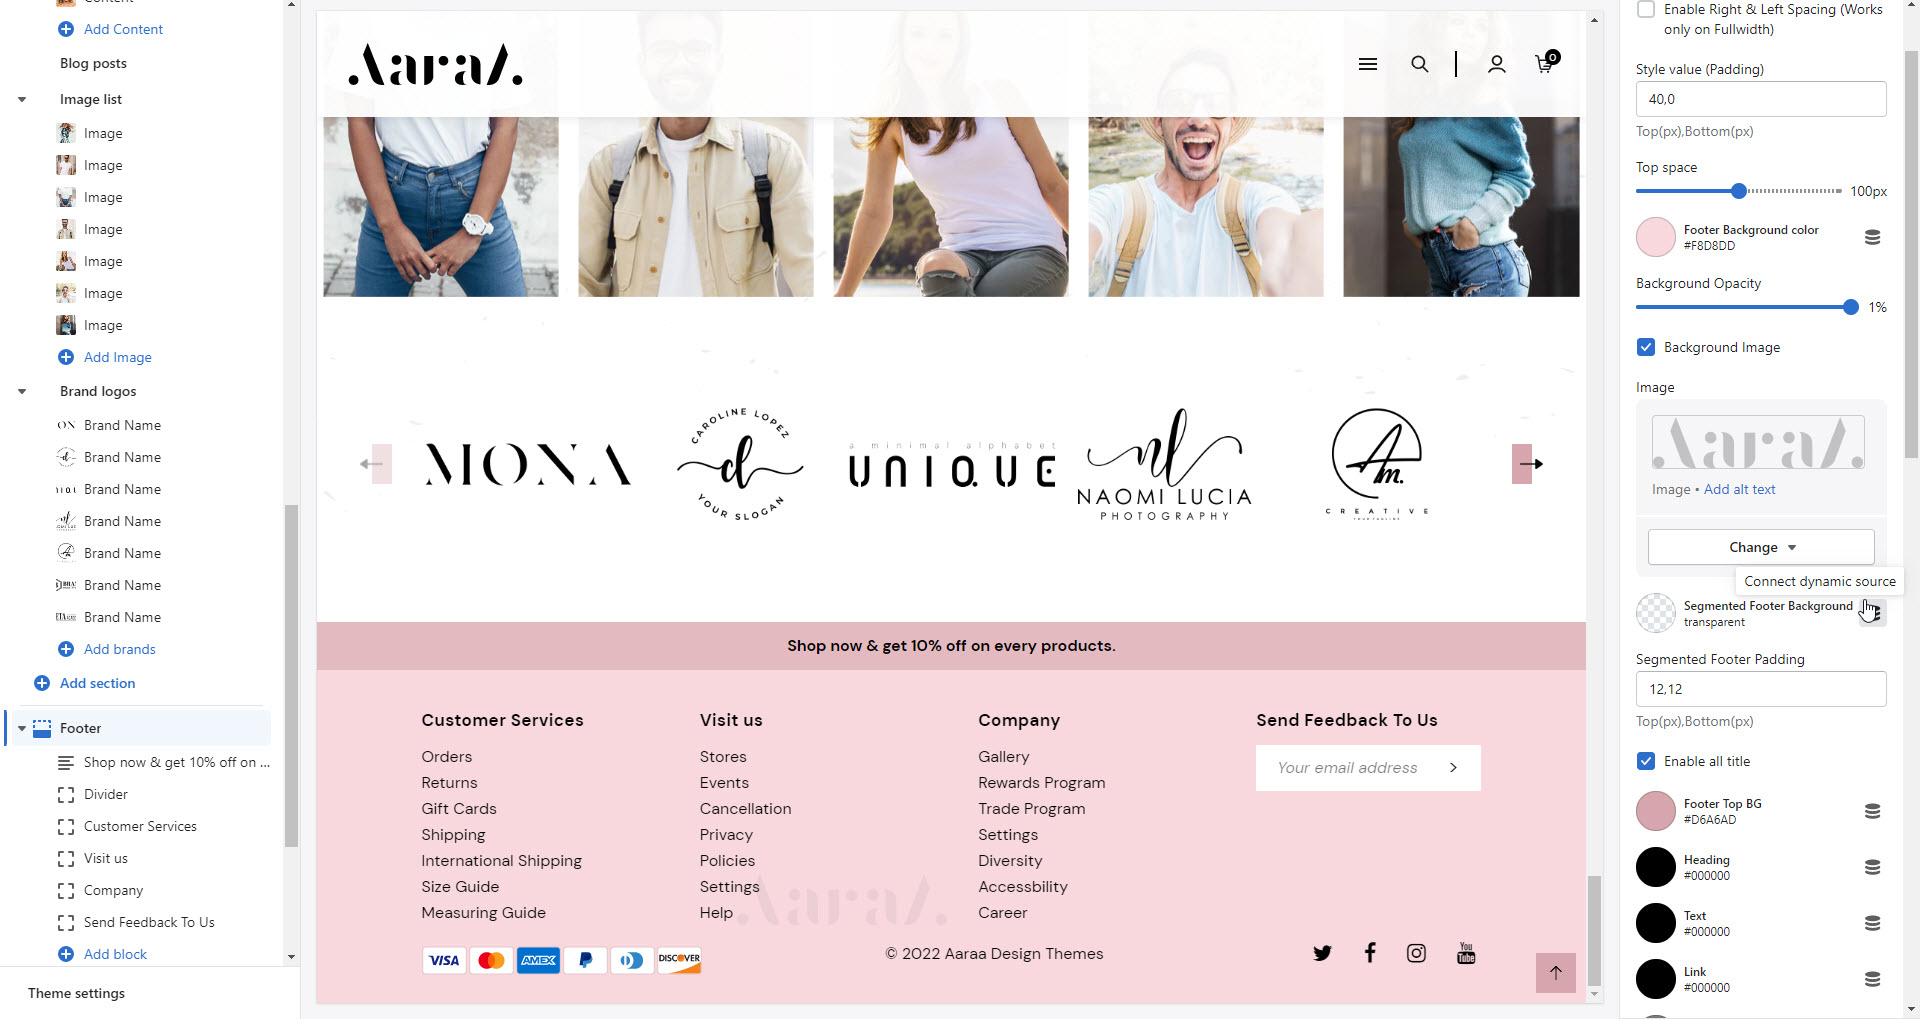 Content
Add Content
Blog posts
Image list
Image
Image
Image
Image
Image
Image
Image
Add Image
Brand logos
Brand Name
Brand Name
Brand Name
Brand Name
Brand Name
Brand Name
Brand Name
Add brands
Add section
Footer
Shop now & get 10% off on ...
Divider
Customer Services
Visit us
Company
Send Feedback To Us
Add block
Theme settings
AaraA
0
MONA
CAROLINE LOPEZ
d
YOUR SLOGAN
a minimal alphabet
UNIQUE
nl
NAOMI LUCIA
PHOTOGRAPHY
Am.
CREATIVE
Shop now & get 10% off on every products.
Customer Services
Orders
Returns
Gift Cards
Shipping
International Shipping
Size Guide
Measuring Guide
Visit us
Stores
Events
Cancellation
Privacy
Policies
Settings
Help
AaraA
Company
Gallery
Rewards Program
Trade Program
Settings
Diversity
Accessbility
Career
Send Feedback To Us
Your email address
VISA
AMEX
DISCOVER
© 2022 Aaraa Design Themes
You
Tube
Enable Right & Left Spacing (Works
only on Fullwidth)
Style value (Padding)
40,0
Top(px),Bottom(px)
Top space
100px
Footer Background color
#F8D8DD
Background Opacity
1%
Background Image
Image
AaraA
Image • Add alt text
Change
Connect dynamic source
Segmented Footer Background
transparent
Segmented Footer Padding
12,12
Top(px),Bottom(px)
Enable all title
Footer Top BG
#D6A6AD
Heading
#000000
Text
#000000
Link
#000000